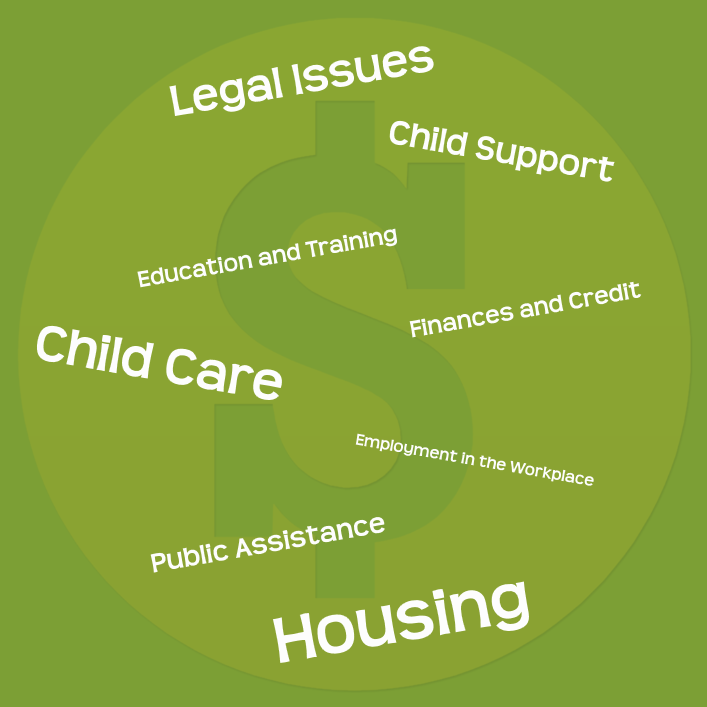 Legal Issues
Child Support
Education and Training
Finances and Credit
Child Care
Employment in the Workplace
Public Assistance
Housing